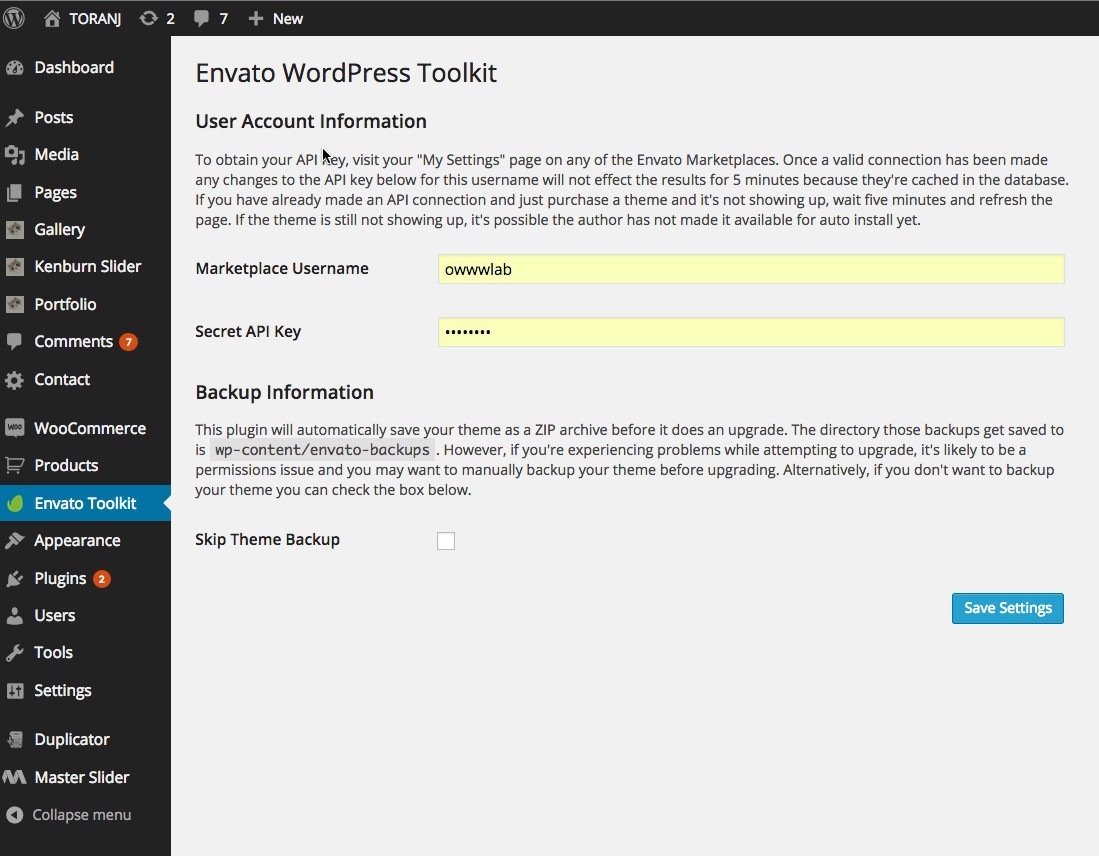 TORANJ 2 7 New
Dashboard
Posts
Media
Pages
Gallery
Kenburn Slider
Portfolio
Comments 7
Contact
WooCommerce
Products
Envato Toolkit
Appearance
Plugins 2
Users
Tools
Settings
Duplicator
Master Slider
Collapse menu
Envato WordPress Toolkit
User Account Information
To obtain your API Key, visit your "My Settings" page on any of the Envato Marketplaces. Once a valid connection has been made
any changes to the API key below for this username will not effect the results for 5 minutes because they're cached in the database.
If you have already made an API connection and just purchase a theme and it's not showing up, wait five minutes and refresh the
page. If the theme is still not showing up, it's possible the author has not made it available for auto install yet.
Marketplace Username owwwlab
Secret API Key ••••••••
Backup Information
This plugin will automatically save your theme as a ZIP archive before it does an upgrade. The directory those backups get saved to
is wp-content/envato-backups . However, if you're experiencing problems while attempting to upgrade, it's likely to be a
permissions issue and you may want to manually backup your theme before upgrading. Alternatively, if you don't want to backup
your theme you can check the box below.
Skip Theme Backup
Save Settings